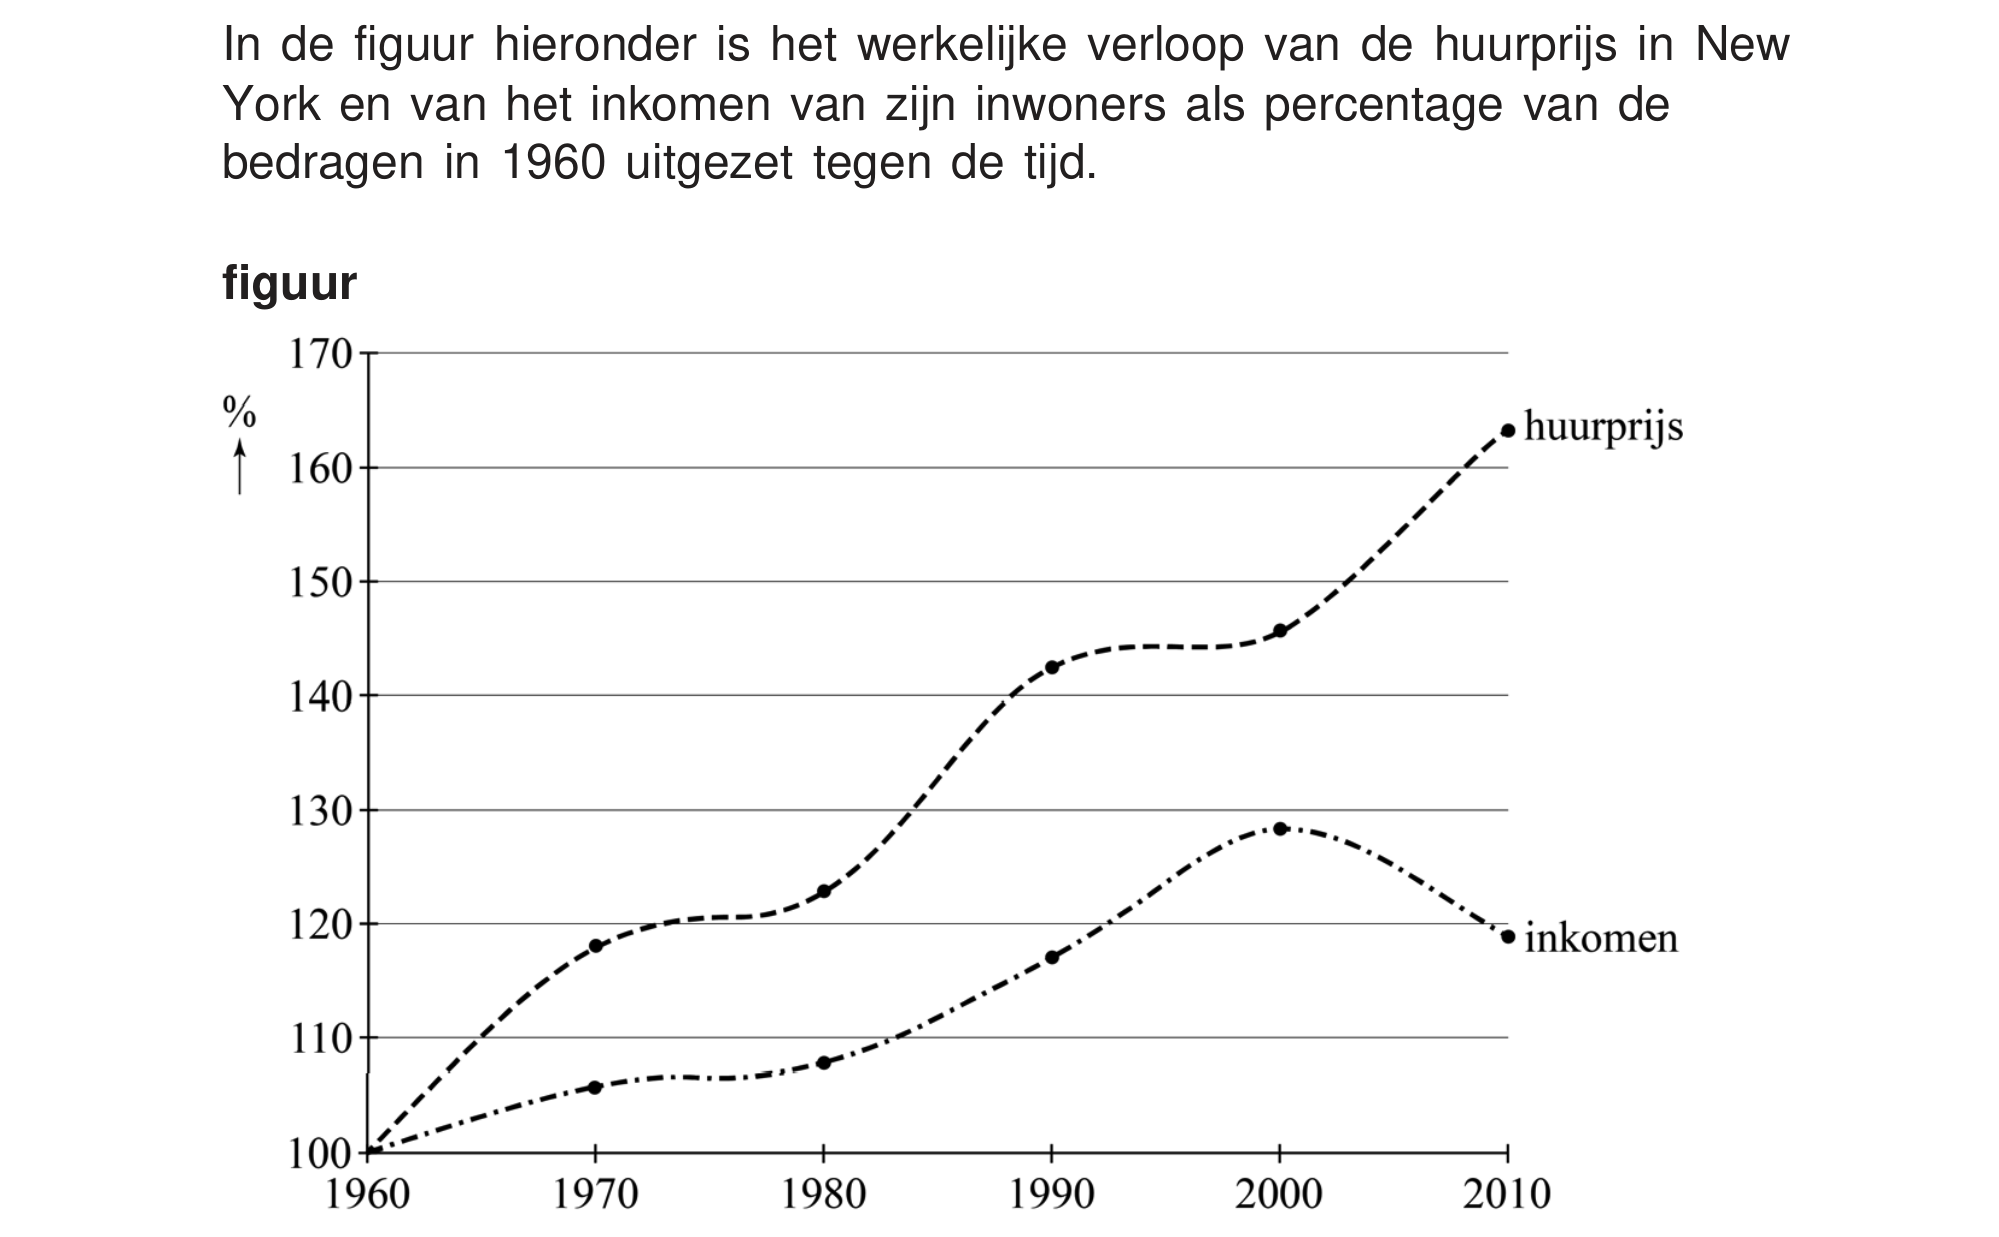 In de figuur hieronder is het werkelijke verloop van de huurprijs in New
York en van het inkomen van zijn inwoners als percentage van de
bedragen in 1960 uitgezet tegen de tijd.
figuur
170
%
huurprijs
160
150
140
130
120
inkomen
110
100
1960 1970 1980 1990 2000 2010